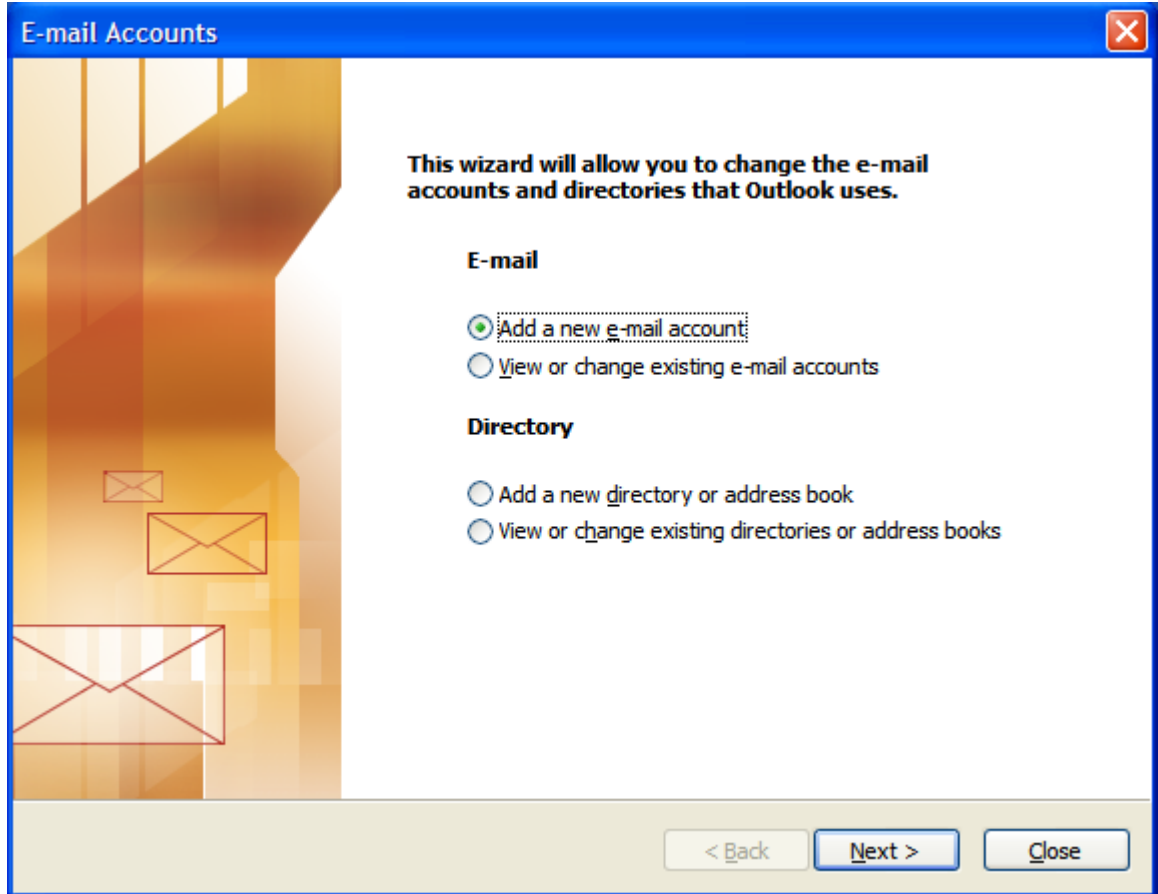 E-mail Accounts
This wizard will allow you to change the e-mail
accounts and directories that Outlook uses.
E-mail
Add a new e-mail account
View or change existing e-mail accounts
Directory
Add a new directory or address book
View or change existing directories or address books
< Back Next > Close